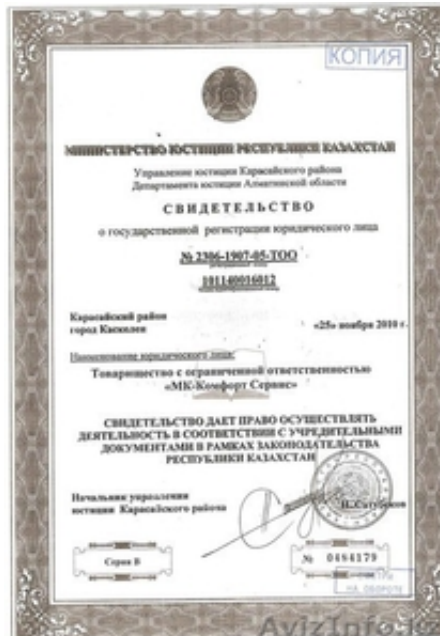 КОПИЯ
МИНИСТЕРСТВО ЮСТИЦИИ РЕСПУБЛИКИ КАЗАХСТАН
Управление юстиции Карасайского района
Департамента юстиции Алматинской области
СВИДЕТЕЛЬСТВО
о государственной регистрации юридического лица
№ 2306-1907-05-ТОО
101140016012
Карасайский район
город Каскелен
«25» ноября 2010 г.
Наименование юридического лица:
Товарищество с ограниченной ответственностью
«МК-Комфорт Сервис»
СВИДЕТЕЛЬСТВО ДАЕТ ПРАВО ОСУЩЕСТВЛЯТЬ
ДЕЯТЕЛЬНОСТЬ В СООТВЕТСТВИИ С УЧРЕДИТЕЛЬНЫМИ
ДОКУМЕНТАМИ В РАМКАХ ЗАКОНОДАТЕЛЬСТВА
РЕСПУБЛИКИ КАЗАХСТАН
Начальник управления
юстиции Карасайского района
Серия В
№ 0484179
НА ОБОРОТЕ
AvizInfo.kz